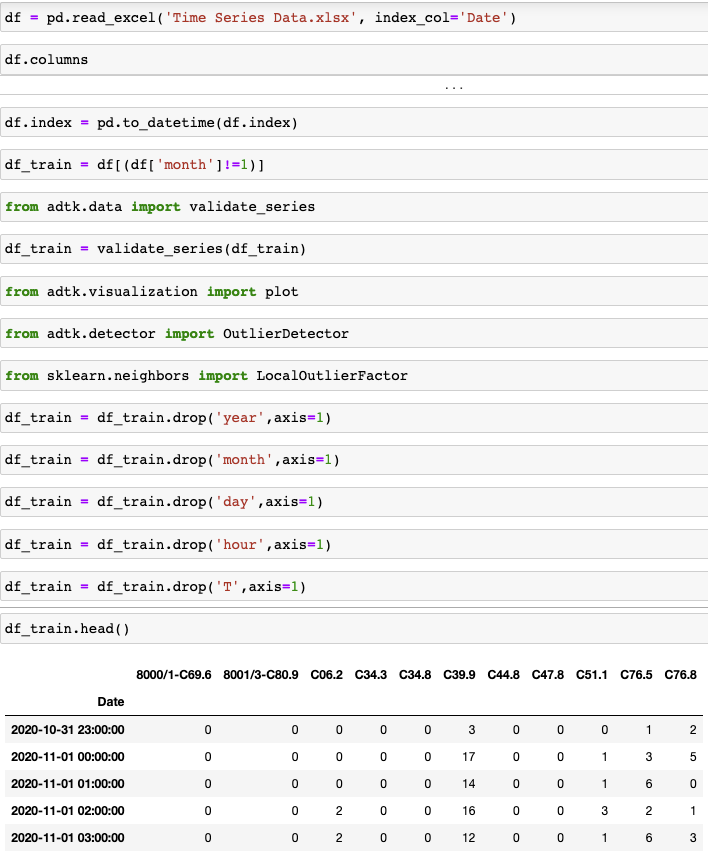 df = pd.read_excel('Time Series Data.xlsx', index_col='Date')
df.columns
...
df.index = pd.to_datetime(df.index)
df_train = df[(df['month']!=1)]
from adtk.data import validate_series
df_train = validate_series(df_train)
from adtk.visualization import plot
from adtk.detector import OutlierDetector
from sklearn.neighbors import LocalOutlierFactor
df_train = df_train.drop('year',axis=1)
df_train = df_train.drop('month',axis=1)
df_train = df_train.drop('day',axis=1)
df_train = df_train.drop('hour',axis=1)
df_train = df_train.drop('T',axis=1)
df_train.head()
8000/1-C69.6 8001/3-C80.9 C06.2 C34.3 C34.8 C39.9 C44.8 C47.8 C51.1 C76.5 C76.8
Date
2020-10-31 23:00:00 0 0 0 0 0 3 0 0 0 1 2
2020-11-01 00:00:00 0 0 0 0 0 17 0 0 1 3 5
2020-11-01 01:00:00 0 0 0 0 0 14 0 0 1 6 0
2020-11-01 02:00:00 0 0 2 0 0 16 0 0 3 2 1
2020-11-01 03:00:00 0 0 2 0 0 12 0 0 1 6 3